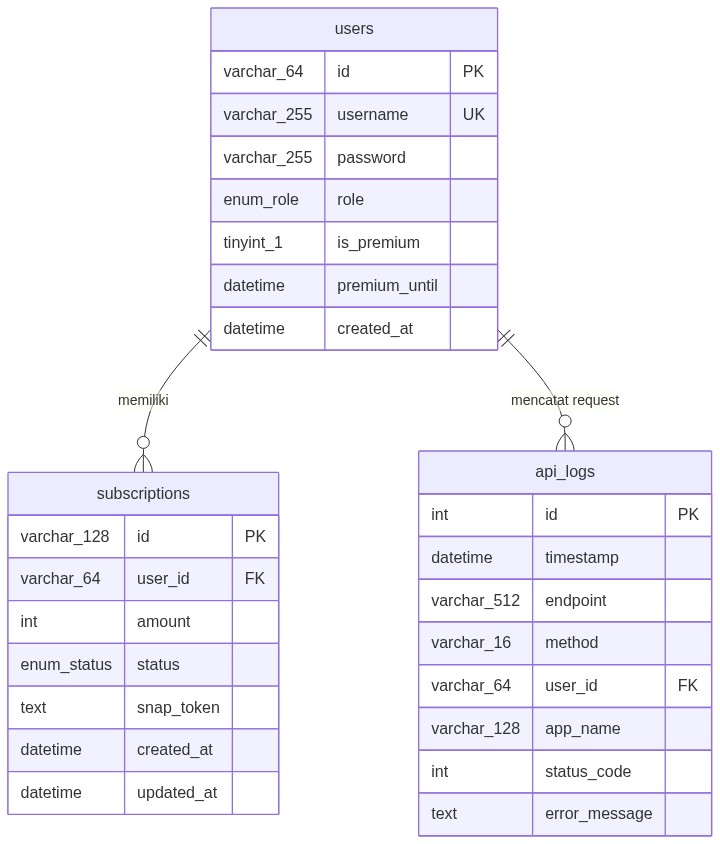 users
varchar_64 id PK
varchar_255 username UK
varchar_255 password
enum_role role
tinyint_1 is_premium
datetime premium_until
datetime created_at
memiliki
mencatat request
subscriptions
varchar_128 id PK
varchar_64 user_id FK
int amount
enum_status status
text snap_token
datetime created_at
datetime updated_at
api_logs
int id PK
datetime timestamp
varchar_512 endpoint
varchar_16 method
varchar_64 user_id FK
varchar_128 app_name
int status_code
text error_message